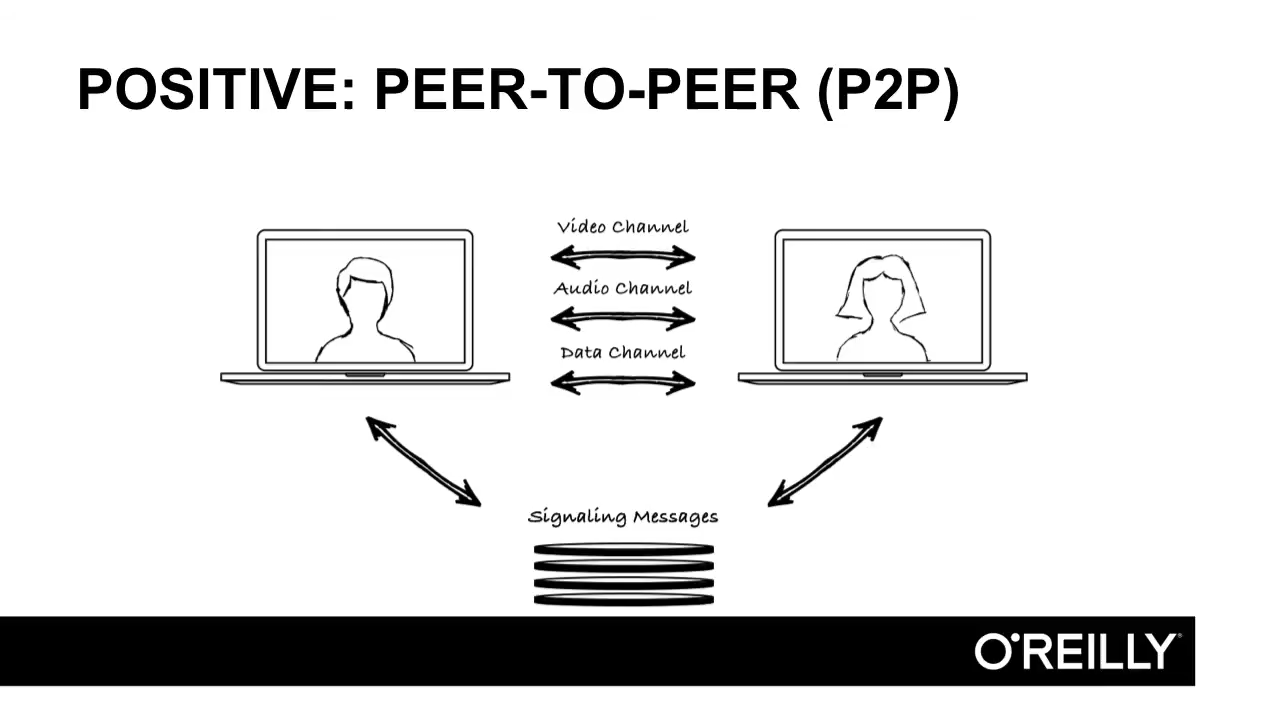 POSITIVE: PEER-TO-PEER (P2P)
Video Channel
Audio Channel
Data Channel
Signaling Messages
O'REILLY®